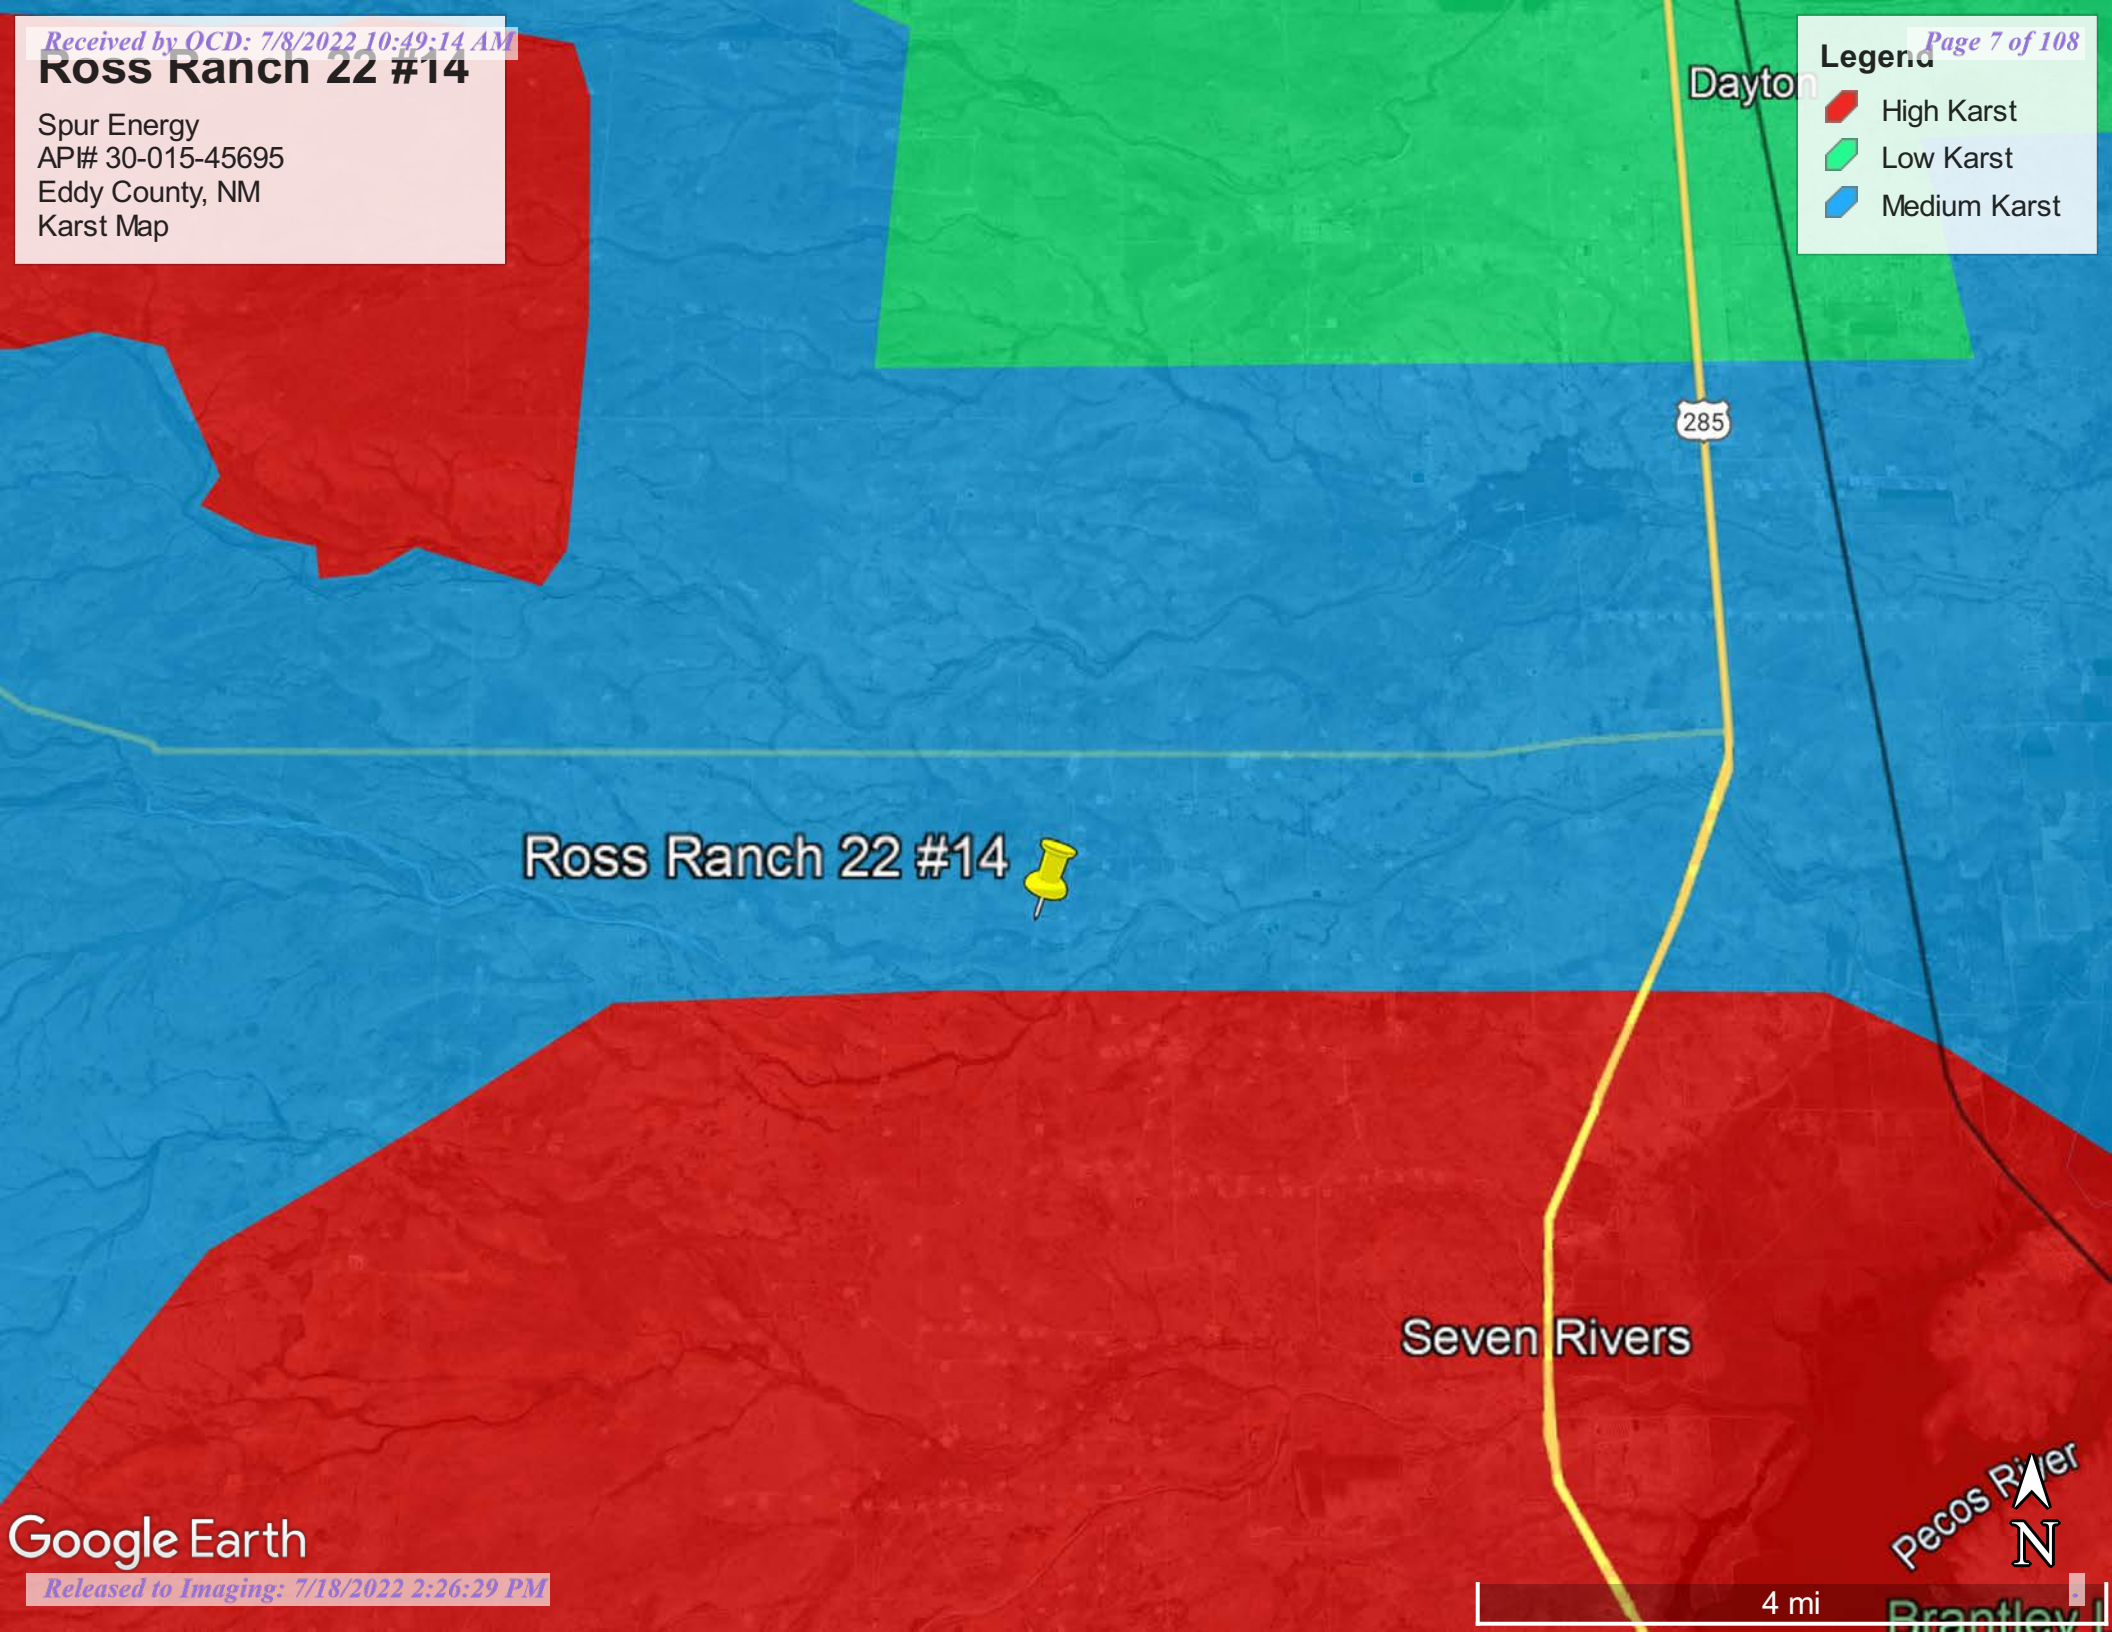 Received by OCD: 7/8/2022 10:49:14 AM
Page 7 of 108
Ross Ranch 22 #14
Spur Energy
API# 30-015-45695
Eddy County, NM
Karst Map
Legend
High Karst
Low Karst
Medium Karst
Dayton
285
Ross Ranch 22 #14
Seven Rivers
Pecos River
N
Google Earth
Released to Imaging: 7/18/2022 2:26:29 PM
4 mi
Brantley